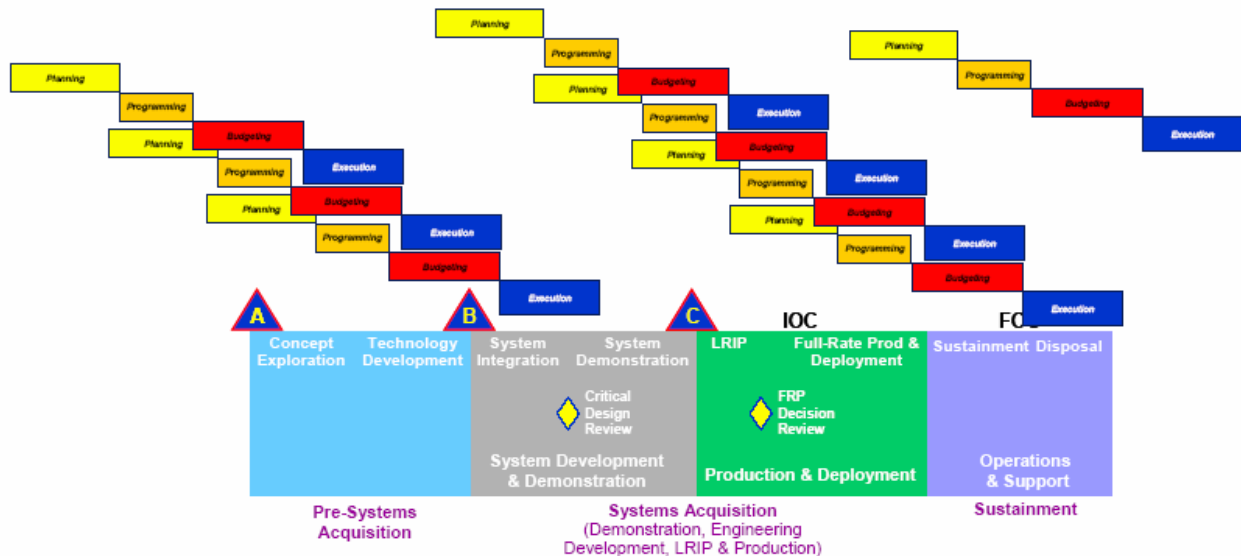 Planning
Programming
Planning
Budgeting
Programming
Execution
Planning
Budgeting
Programming
Execution
Budgeting
Execution
Planning
Programming
Budgeting
Planning
Execution
Programming
Budgeting
Planning
Execution
Programming
Budgeting
Planning
Execution
Programming
Budgeting
Execution
Planning
Programming
Budgeting
Execution
A
B
C
IOC
FOC
Concept
Exploration
Technology
Development
System
Integration
System
Demonstration
LRIP
Full-Rate Prod &
Deployment
Sustainment Disposal
Critical
Design
Review
FRP
Decision
Review
System Development
& Demonstration
Production & Deployment
Operations
& Support
Pre-Systems
Acquisition
Systems Acquisition
(Demonstration, Engineering
Development, LRIP & Production)
Sustainment